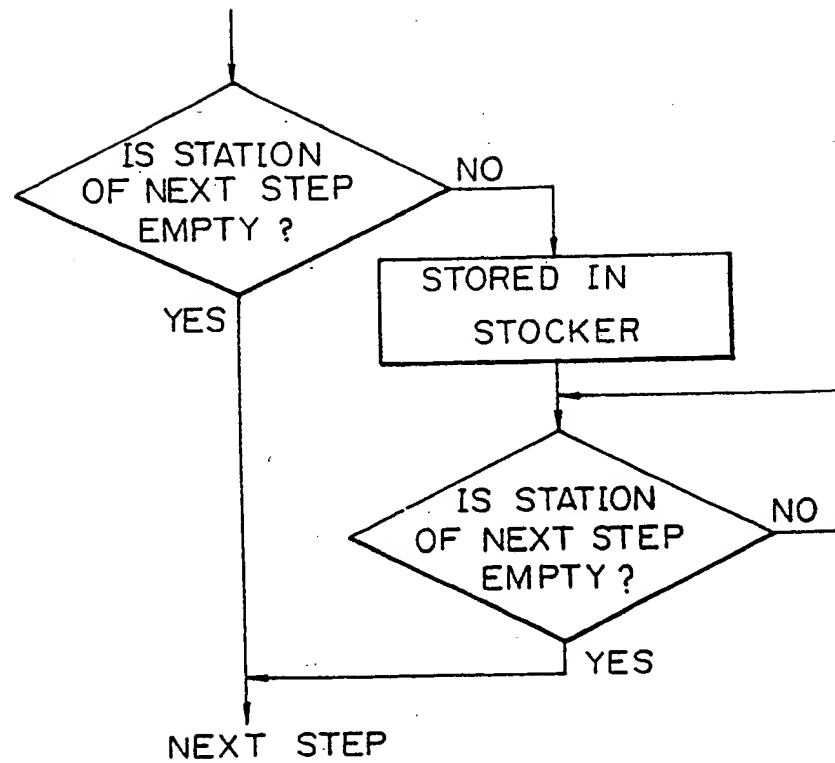 IS STATION
OF NEXT STEP
EMPTY ?
NO
YES
STORED IN
STOCKER
IS STATION
OF NEXT STEP
EMPTY ?
NO
YES
NEXT STEP